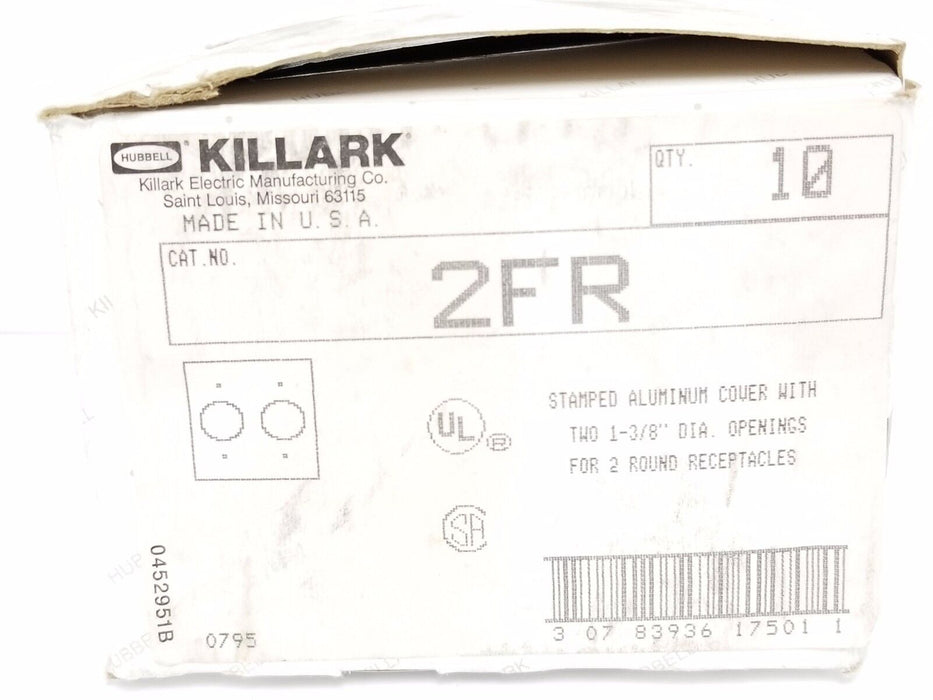 HUBBELL® KILLARK®
Killark Electric Manufacturing Co.
Saint Louis, Missouri 63115
MADE IN U.S.A.
QTY. 10
CAT.NO. 2FR
UL ®
SA
STAMPED ALUMINUM COVER WITH
TWO 1-3/8" DIA. OPENINGS
FOR 2 ROUND RECEPTACLES
0452951B
0795
3 07 83936 17501 1